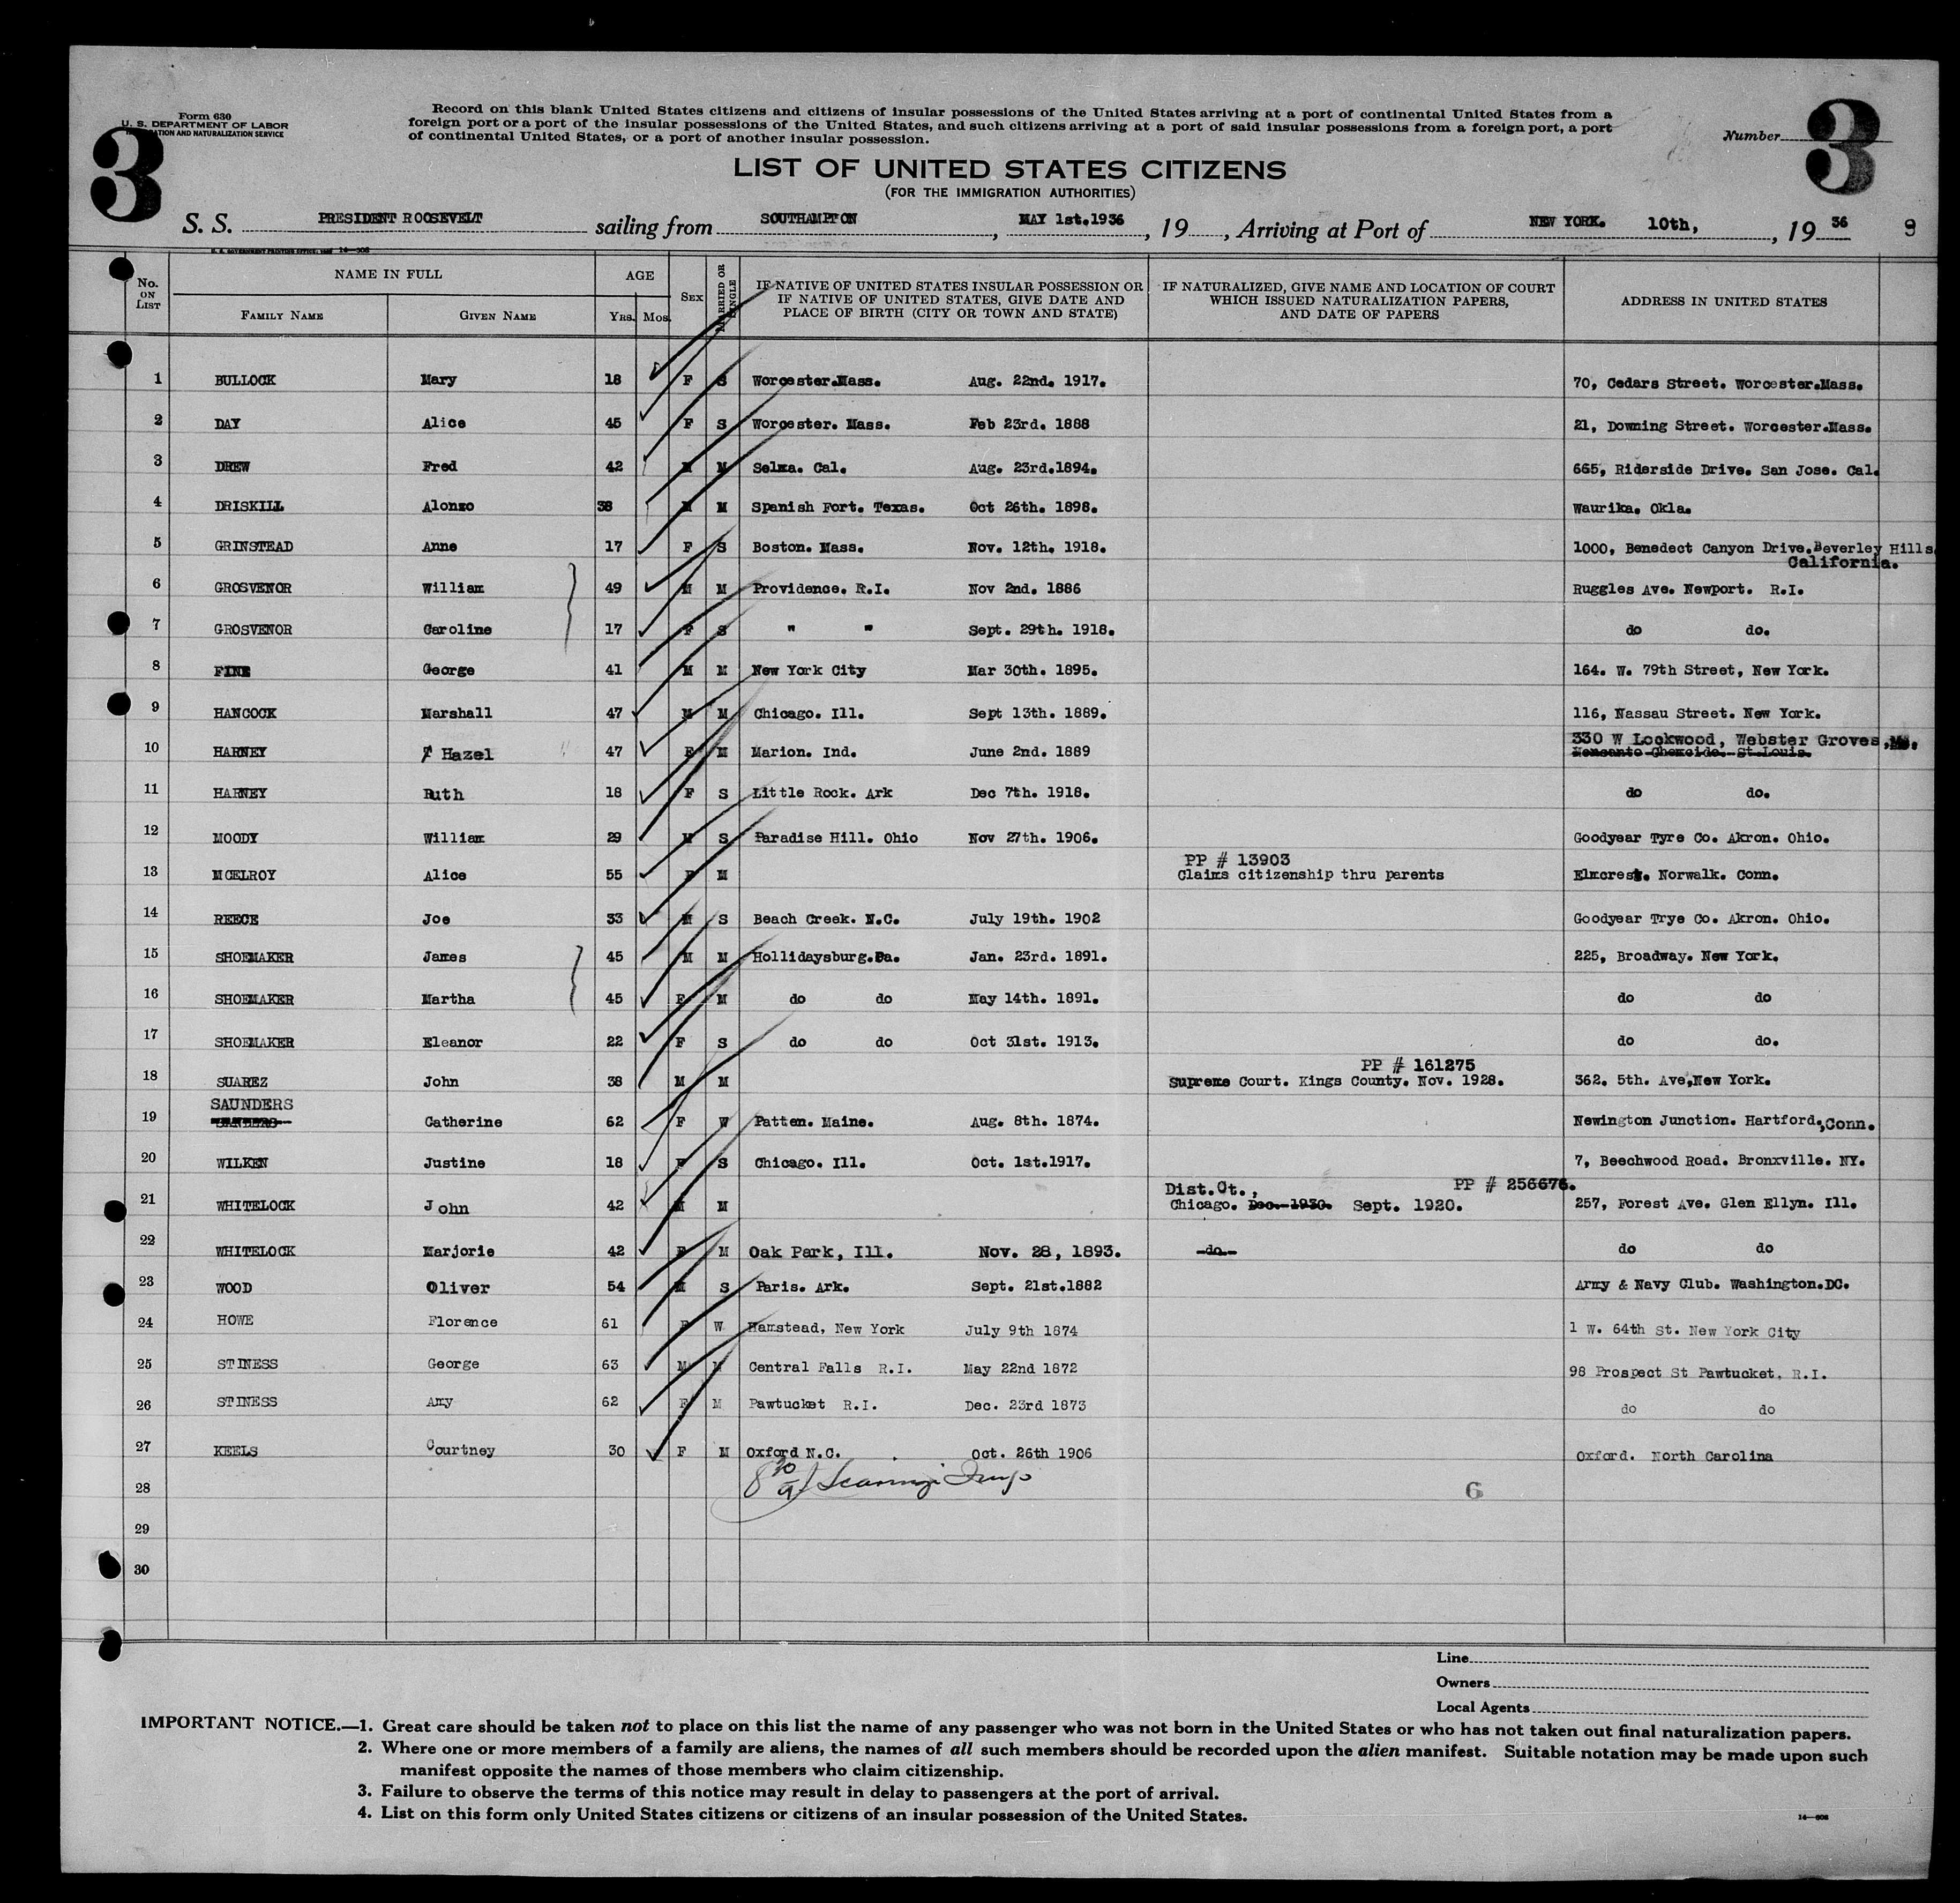 Form 630
U. S. DEPARTMENT OF LABOR
IMMIGRATION AND NATURALIZATION SERVICE
3
Record on this blank United States citizens and citizens of insular possessions of the United States arriving at a port of continental United States from a
foreign port or a port of the insular possessions of the United States, and such citizens arriving at a port of said insular possessions from a foreign port, a port
of continental United States, or a port of another insular possession.
Number 3
LIST OF UNITED STATES CITIZENS
(FOR THE IMMIGRATION AUTHORITIES)
S. S. PRESIDENT ROOSEVELT sailing from SOUTHAMPTON, MAY 1st.1936, 19 , Arriving at Port of NEW YORK. 10th, , 19 36
No. ON LIST NAME IN FULL AGE SEX MARRIED OR SINGLE IF NATIVE OF UNITED STATES INSULAR POSSESSION OR IF NATIVE OF UNITED STATES, GIVE DATE AND PLACE OF BIRTH (CITY OR TOWN AND STATE) IF NATURALIZED, GIVE NAME AND LOCATION OF COURT WHICH ISSUED NATURALIZATION PAPERS, AND DATE OF PAPERS ADDRESS IN UNITED STATES
FAMILY NAME GIVEN NAME YRS. MOS.
1 BULLOCK Mary 18 F S Worcester.Mass. Aug. 22nd. 1917. 70, Cedars Street. Worcester.Mass.
2 DAY Alice 45 F S Worcester. Mass. Feb 23rd. 1888 21, Downing Street. Worcester.Mass.
3 DREW Fred 42 M M Selma. Cal. Aug. 23rd.1894. 665, Riderside Drive. San Jose. Cal.
4 DRISKILL Alonzo 38 M M Spanish Fort. Texas. Oct 26th. 1898. Waurika. Okla.
5 GRINSTEAD Anne 17 F S Boston. Mass. Nov. 12th. 1918. 1000, Benedect Canyon Drive.Beverley Hills
California.
6 GROSVENOR William 49 M M Providence. R.I. Nov 2nd. 1886 Ruggles Ave. Newport. R.I.
7 GROSVENOR Caroline 17 F S " " Sept. 29th. 1918. do do.
8 FINE George 41 M M New York City Mar 30th. 1895. 164. W. 79th Street, New York.
9 HANCOCK Marshall 47 M M Chicago. Ill. Sept 13th. 1889. 116, Nassau Street. New York.
330 W Lockwood, Webster Groves, Mo.
10 HARNEY Hazel 47 F M Marion. Ind. June 2nd. 1889 Monsanto Chemcide. St Louis.
11 HARNEY Ruth 18 F S Little Rock. Ark Dec 7th. 1918. do do.
12 MOODY William 29 M S Paradise Hill. Ohio Nov 27th. 1906. Goodyear Tyre Co. Akron. Ohio.
PP # 13903
13 MCELROY Alice 55 F M Claims citizenship thru parents Elmcrest. Norwalk. Conn.
14 REECE Joe 33 M S Beach Creek. N.C. July 19th. 1902 Goodyear Trye Co. Akron. Ohio.
15 SHOEMAKER James 45 M M Hollidaysburg.Pa. Jan. 23rd. 1891. 225, Broadway. New York.
16 SHOEMAKER Martha 45 F M do do May 14th. 1891. do do
17 SHOEMAKER Eleanor 22 F S do do Oct 31st. 1913. do do.
PP # 161275
18 SUAREZ John 38 M M Supreme Court. Kings County. Nov. 1928. 362. 5th. Ave,New York.
SAUNDERS
19 Catherine 62 F W Patten. Maine. Aug. 8th. 1874. Newington Junction. Hartford.,Conn.
20 WILKEN Justine 18 F S Chicago. Ill. Oct. 1st.1917. 7, Beechwood Road. Bronxville. NY.
Dist.Ct., PP # 256676.
21 WHITELOCK John 42 M M Chicago. Dec. 1930. Sept. 1920. 257, Forest Ave. Glen Ellyn. Ill.
22 WHITELOCK Marjorie 42 F M Oak Park, Ill. Nov. 28, 1893. do do do
23 WOOD Oliver 54 M S Paris. Ark. Sept. 21st.1882 Army & Navy Club. Washington.DC.
24 HOWE Florence 61 F W Hamstead, New York July 9th 1874 1 W. 64th St. New York City
25 STINESS George 63 M M Central Falls R.I. May 22nd 1872 98 Prospect St Pawtucket, R.I.
26 STINESS Amy 62 F M Pawtucket R.I. Dec. 23rd 1873 do do
27 KEELS Courtney 30 F M Oxford N.C. Oct. 26th 1906 Oxford. North Carolina
28 6
29
30
Line
Owners
Local Agents
IMPORTANT NOTICE.—1. Great care should be taken not to place on this list the name of any passenger who was not born in the United States or who has not taken out final naturalization papers.
2. Where one or more members of a family are aliens, the names of all such members should be recorded upon the alien manifest. Suitable notation may be made upon such
manifest opposite the names of those members who claim citizenship.
3. Failure to observe the terms of this notice may result in delay to passengers at the port of arrival.
4. List on this form only United States citizens or citizens of an insular possession of the United States.